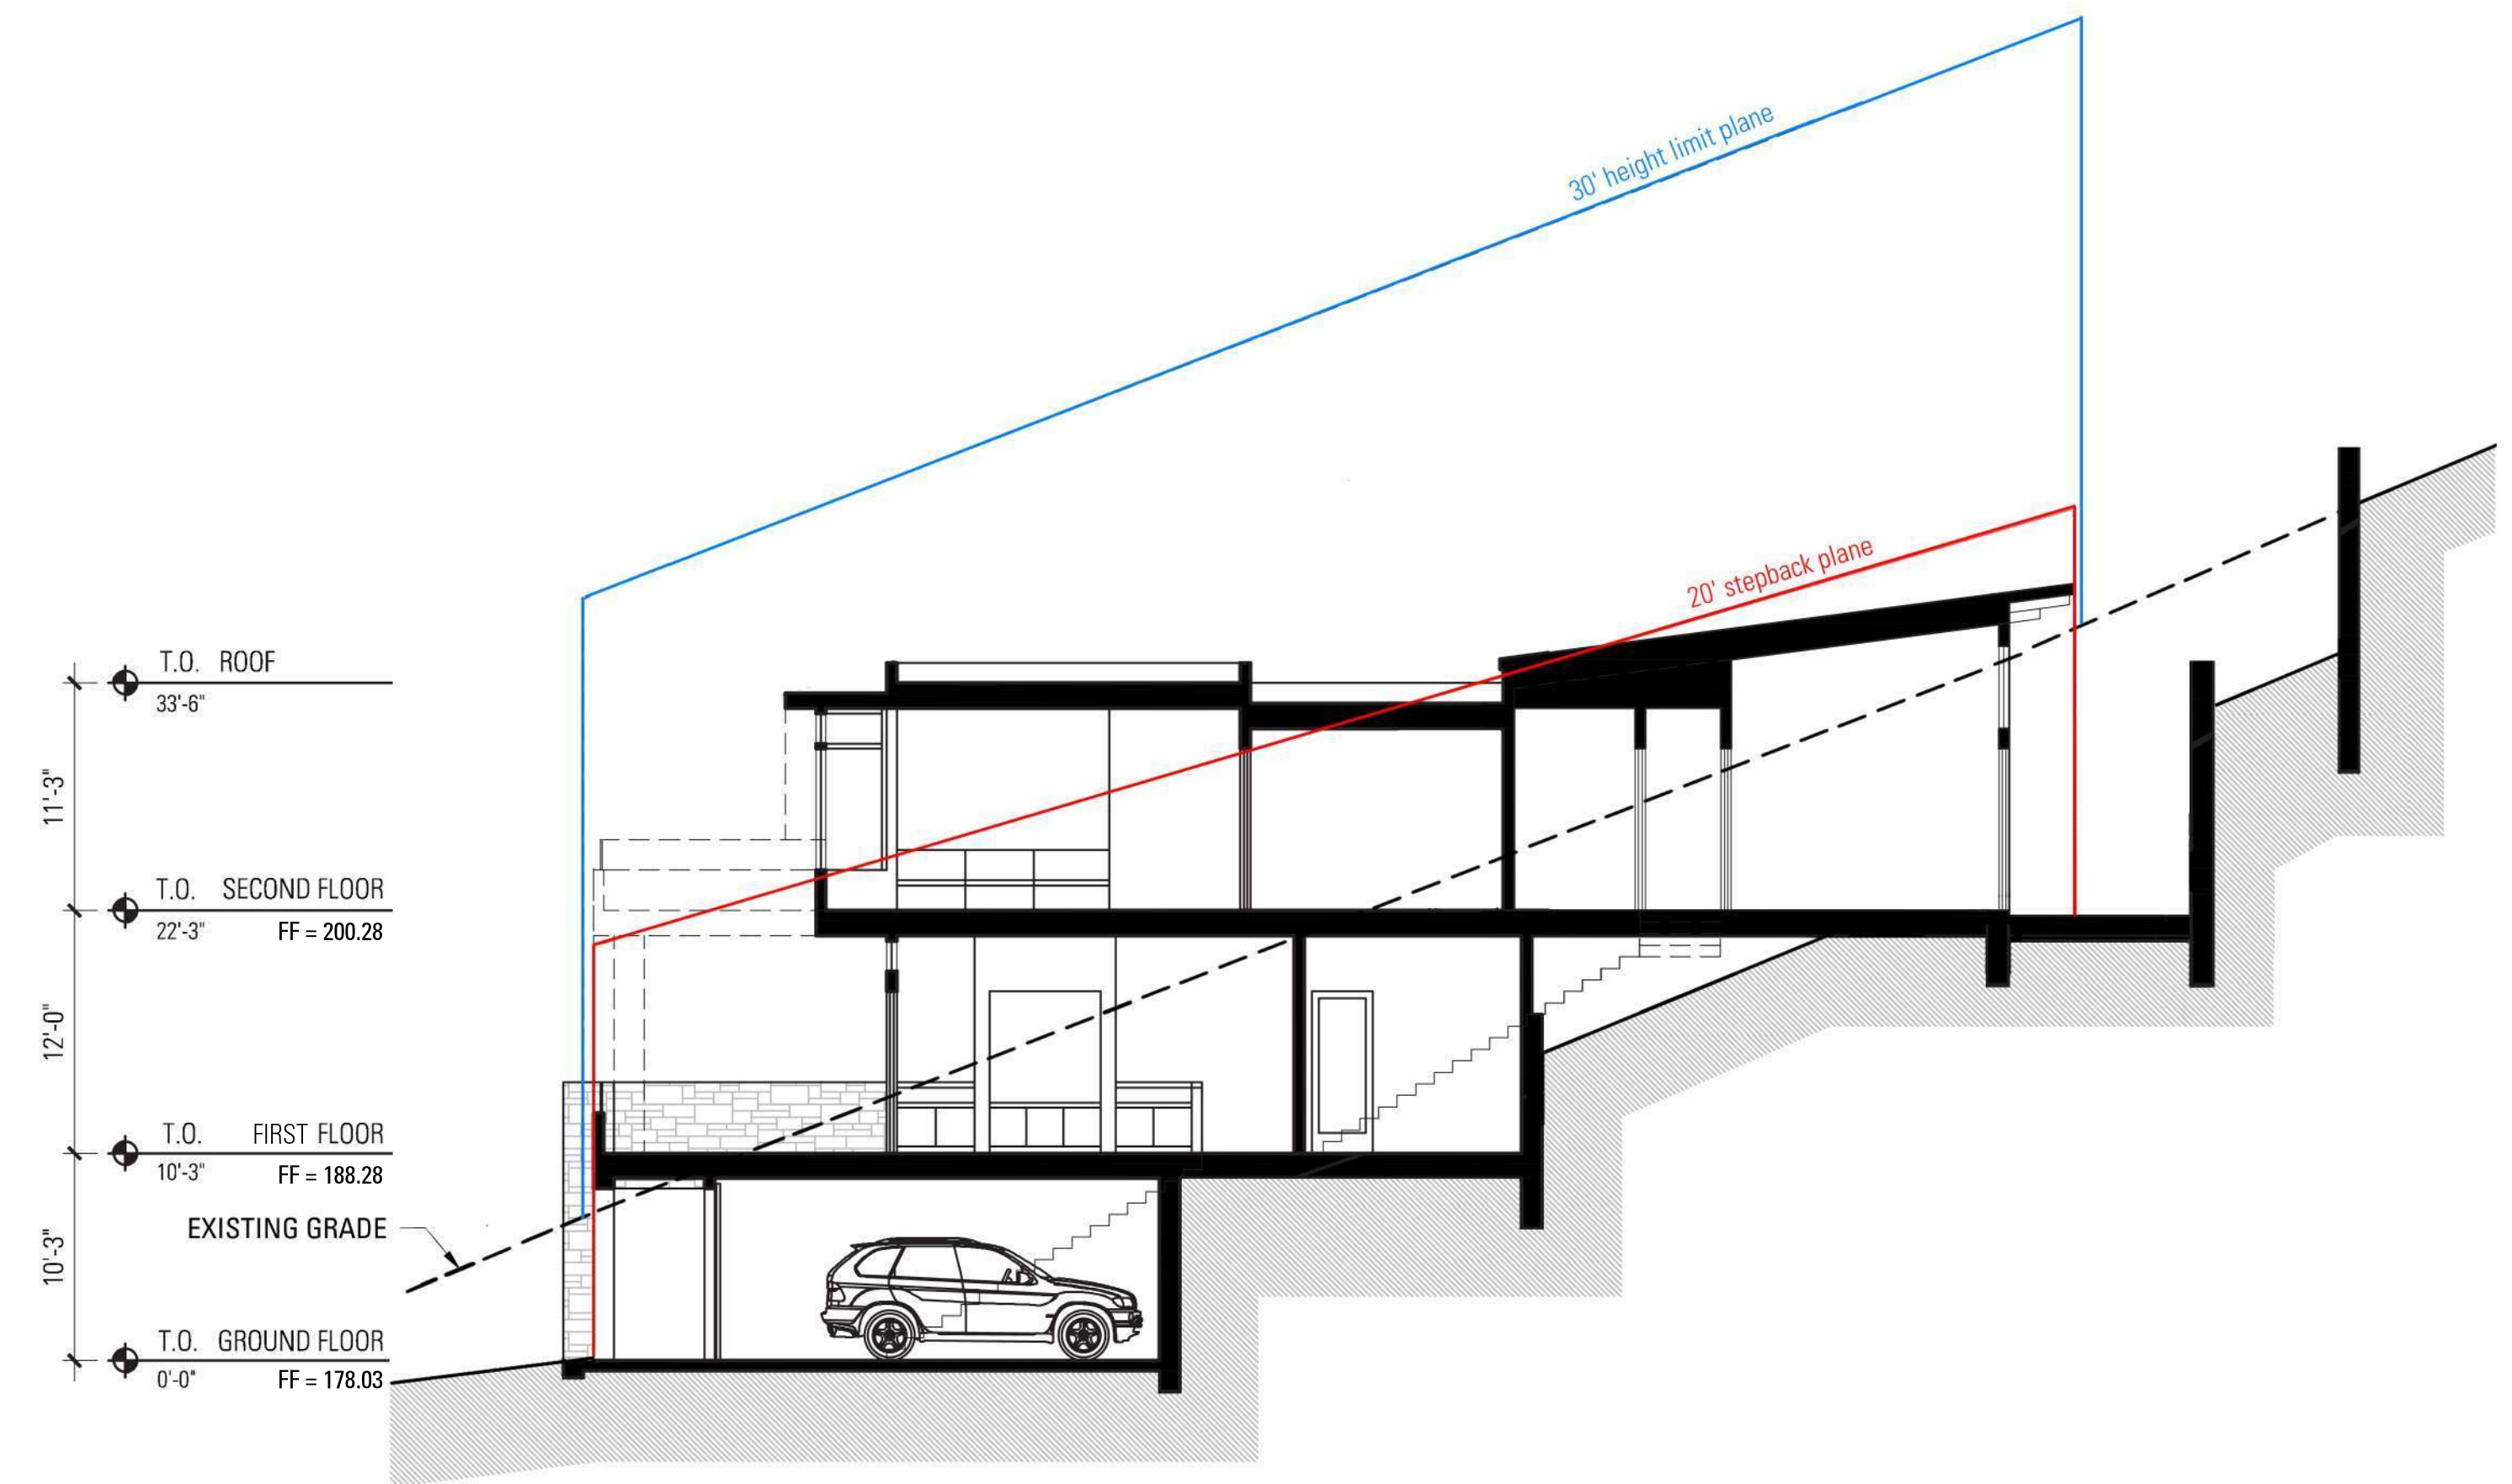 30' height limit plane
20' stepback plane
T.O. ROOF
33'-6"
11'-3"
T.O. SECOND FLOOR
22'-3" FF = 200.28
12'-0"
T.O. FIRST FLOOR
10'-3" FF = 188.28
EXISTING GRADE
10'-3"
T.O. GROUND FLOOR
0'-0" FF = 178.03